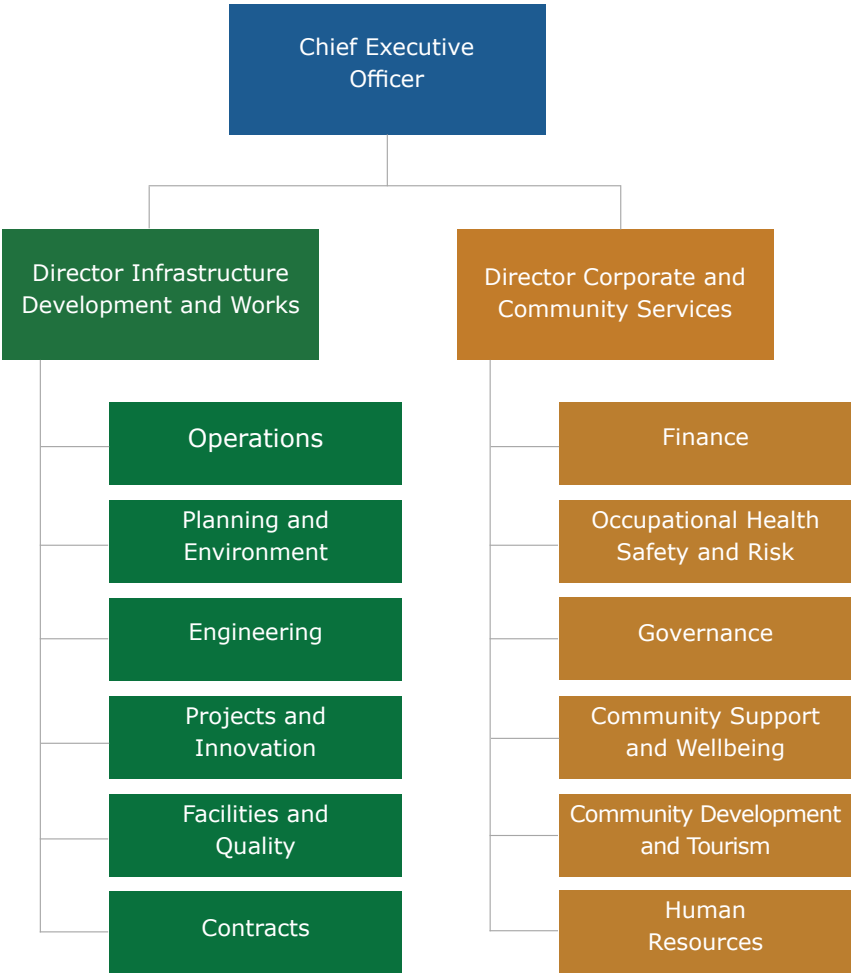 Chief Executive
Officer
Director Infrastructure
Development and Works
Director Corporate and
Community Services
Operations
Planning and
Environment
Engineering
Projects and
Innovation
Facilities and
Quality
Contracts
Finance
Occupational Health
Safety and Risk
Governance
Community Support
and Wellbeing
Community Development
and Tourism
Human
Resources